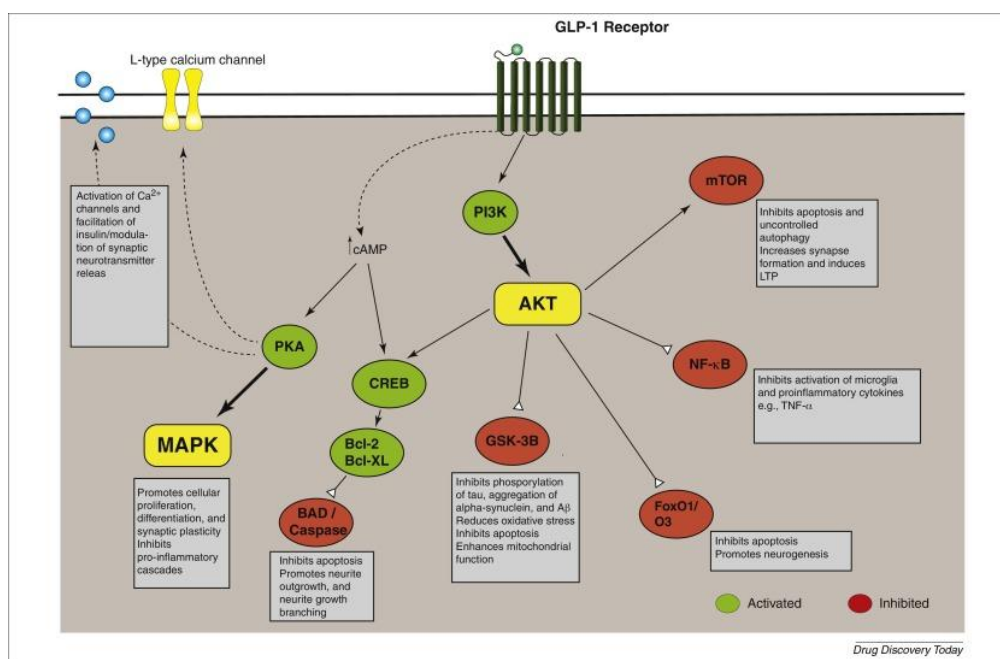 GLP-1 Receptor
L-type calcium channel
Activation of Ca2+
channels and
facilitation of
insulin/modula-
tion of synaptic
neurotransmitter
releas
↑cAMP
PI3K
mTOR
Inhibits apoptosis and
uncontrolled
autophagy
Increases synapse
formation and induces
LTP
AKT
PKA
CREB
NF-κB
Inhibits activation of microglia
and proinflammatory cytokines
e.g., TNF-α
MAPK
Promotes cellular
proliferation,
differentiation, and
synaptic plasticity
Inhibits
pro-inflammatory
cascades
Bcl-2
Bcl-XL
BAD /
Caspase
Inhibits apoptosis
Promotes neurite
outgrowth, and
neurite growth
branching
GSK-3B
Inhibits phosporylation
of tau, aggregation of
alpha-synuclein, and Aβ
Reduces oxidative stress
Inhibits apoptosis
Enhances mitochondrial
function
FoxO1/
O3
Inhibits apoptosis
Promotes neurogenesis
Activated
Inhibited
Drug Discovery Today